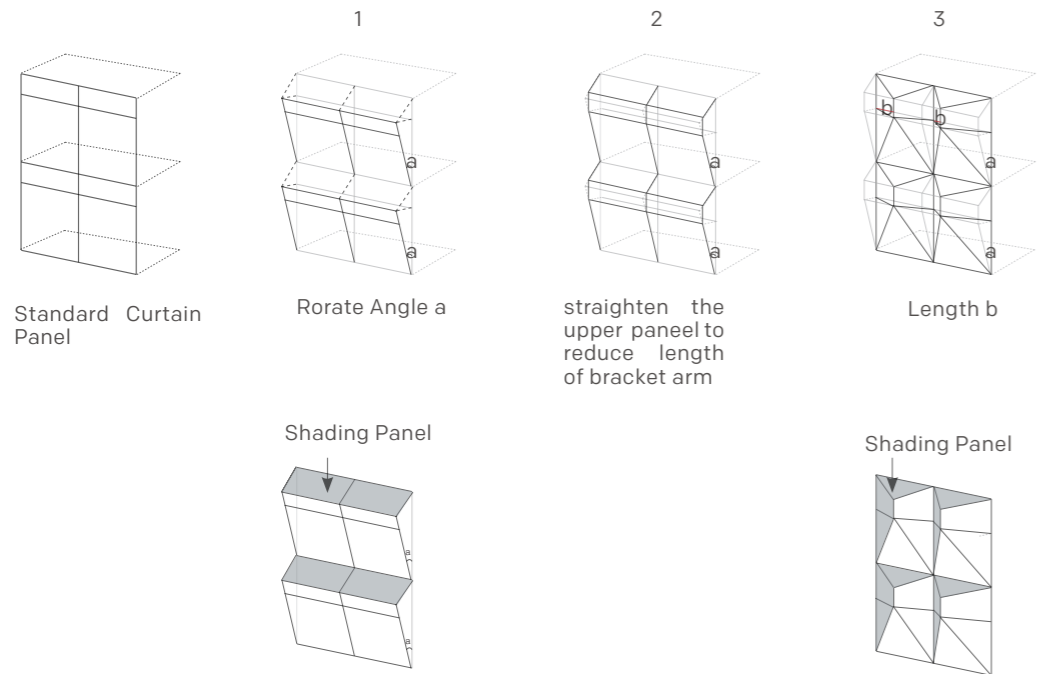 1
2
3
a
a
a
a
b
b
a
a
Standard Curtain
Panel
Rorate Angle a
straighten the
upper paneel to
reduce length
of bracket arm
Length b
Shading Panel
Shading Panel
a
a